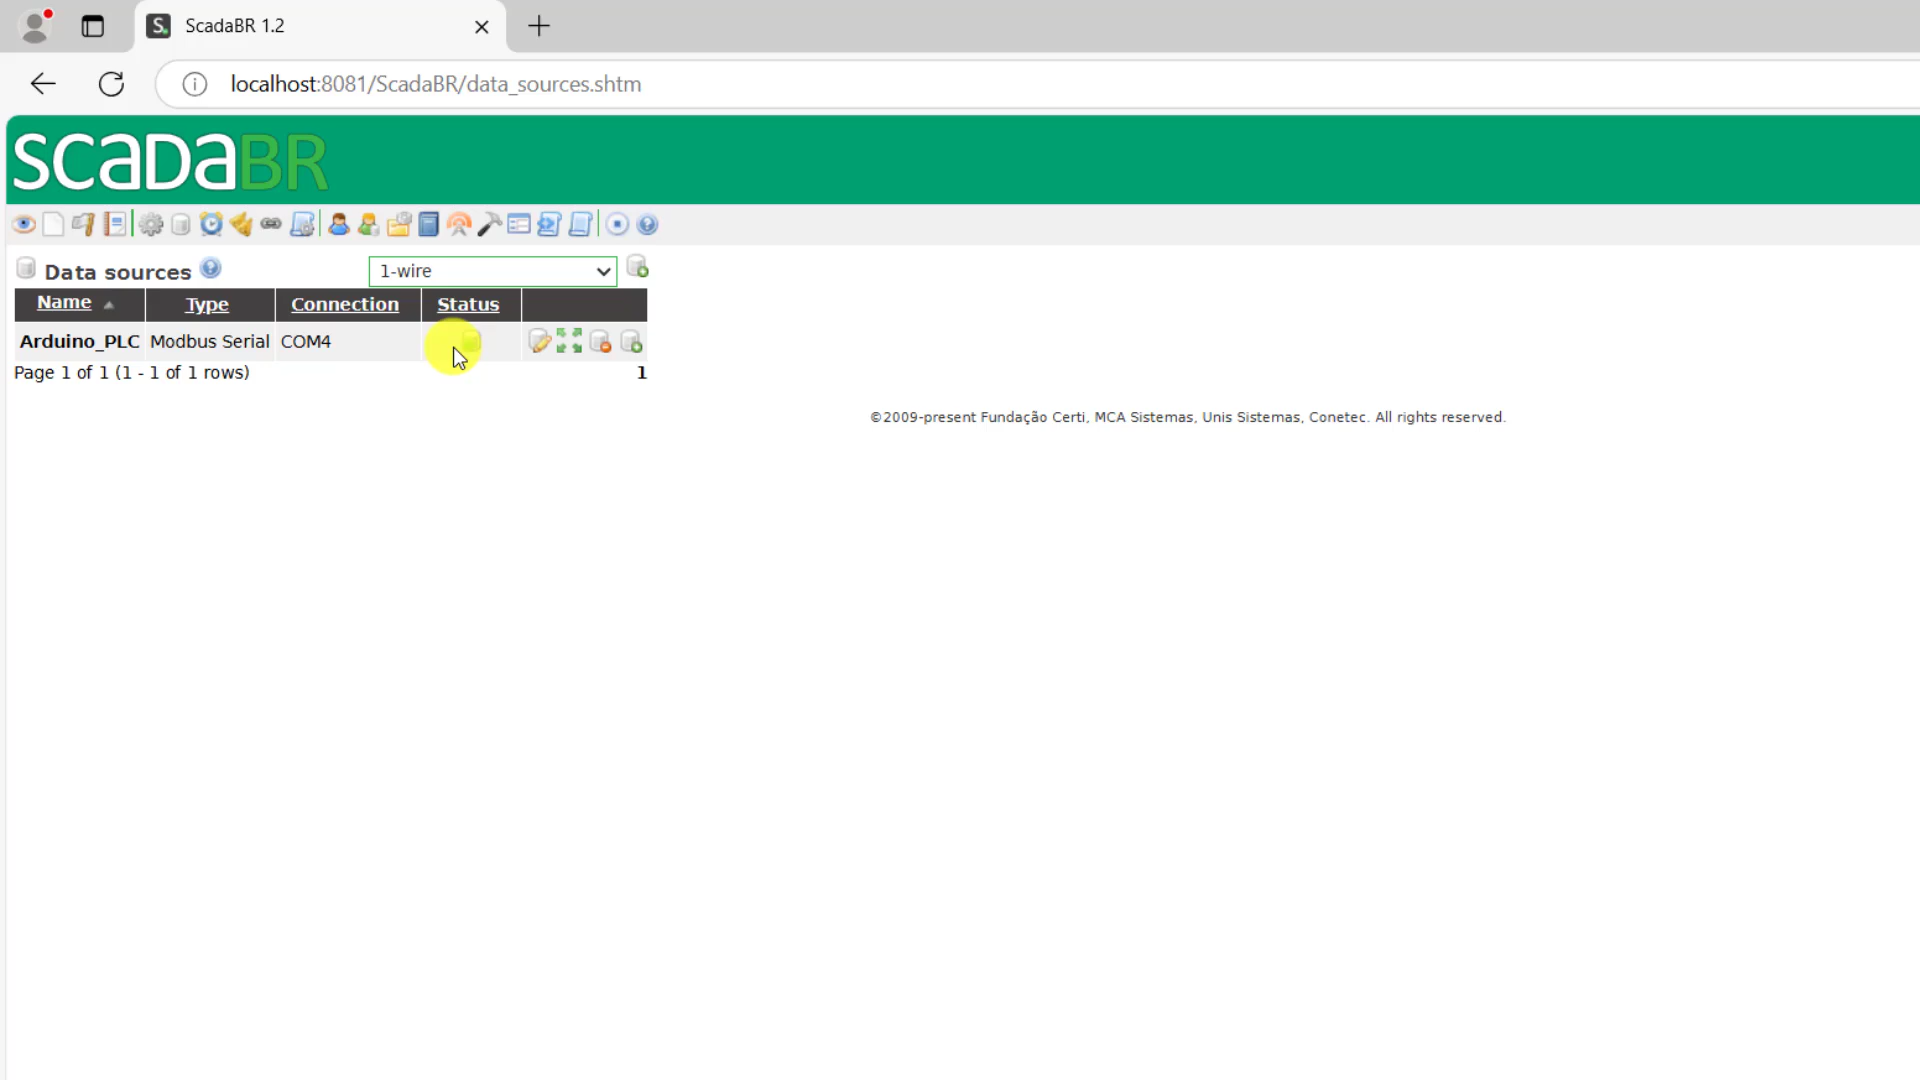 ScadaBR 1.2
localhost:8081/ScadaBR/data_sources.shtm
SCADABR
Data sources
1-wire
Name Type Connection Status
Arduino_PLC Modbus Serial COM4
Page 1 of 1 (1 - 1 of 1 rows) 1
©2009-present Fundação Certi, MCA Sistemas, Unis Sistemas, Conetec. All rights reserved.